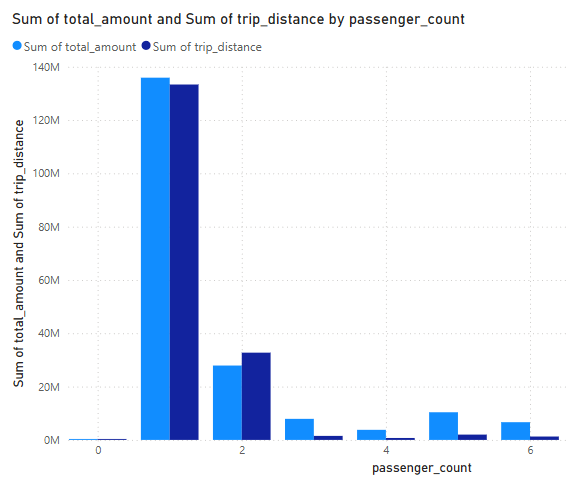 Sum of total_amount and Sum of trip_distance by passenger_count
Sum of total_amount Sum of trip_distance
140M
120M
100M
80M
60M
40M
20M
0M
Sum of total_amount and Sum of trip_distance
0 2 4 6
passenger_count